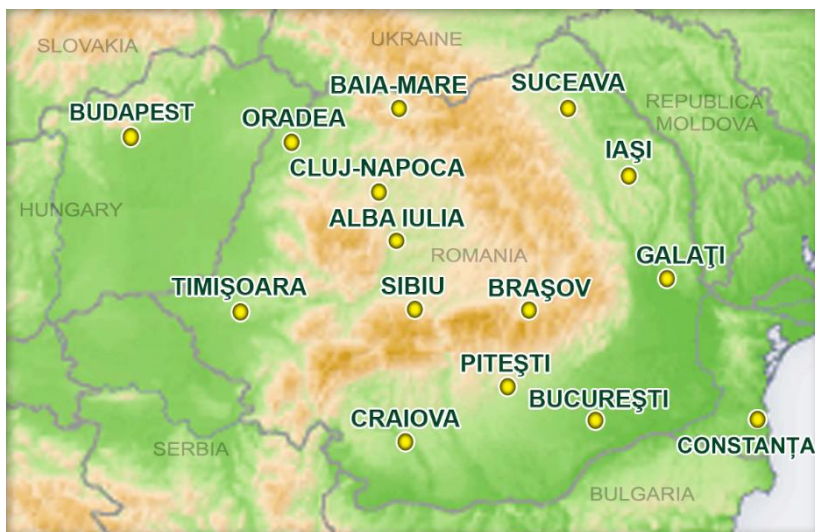 SLOVAKIA
UKRAINE
BAIA-MARE
SUCEAVA
BUDAPEST
ORADEA
REPUBLICA
MOLDOVA
IAŞI
CLUJ-NAPOCA
HUNGARY
ALBA IULIA
ROMANIA
GALAŢI
TIMIŞOARA
SIBIU
BRAŞOV
PITEŞTI
BUCUREŞTI
CRAIOVA
CONSTANȚA
SERBIA
BULGARIA